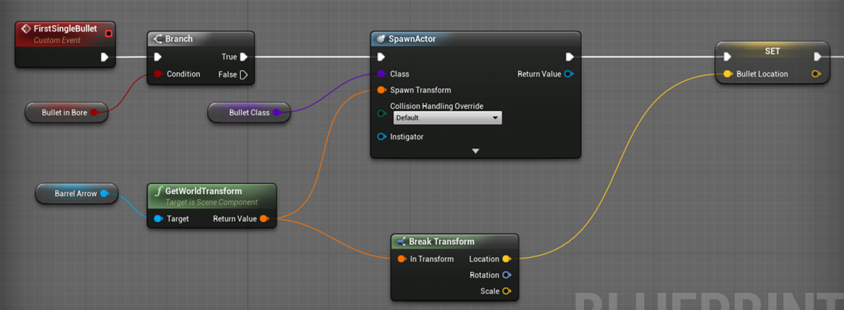 FirstSingleBullet
Custom Event
Branch
True
Condition
False
Bullet in Bore
Bullet Class
SpawnActor
Class
Return Value
Spawn Transform
Collision Handling Override
Default
Instigator
SET
Bullet Location
Barrel Arrow
f GetWorldTransform
Target is Scene Component
Target
Return Value
Break Transform
In Transform
Location
Rotation
Scale
BLUEPRINT